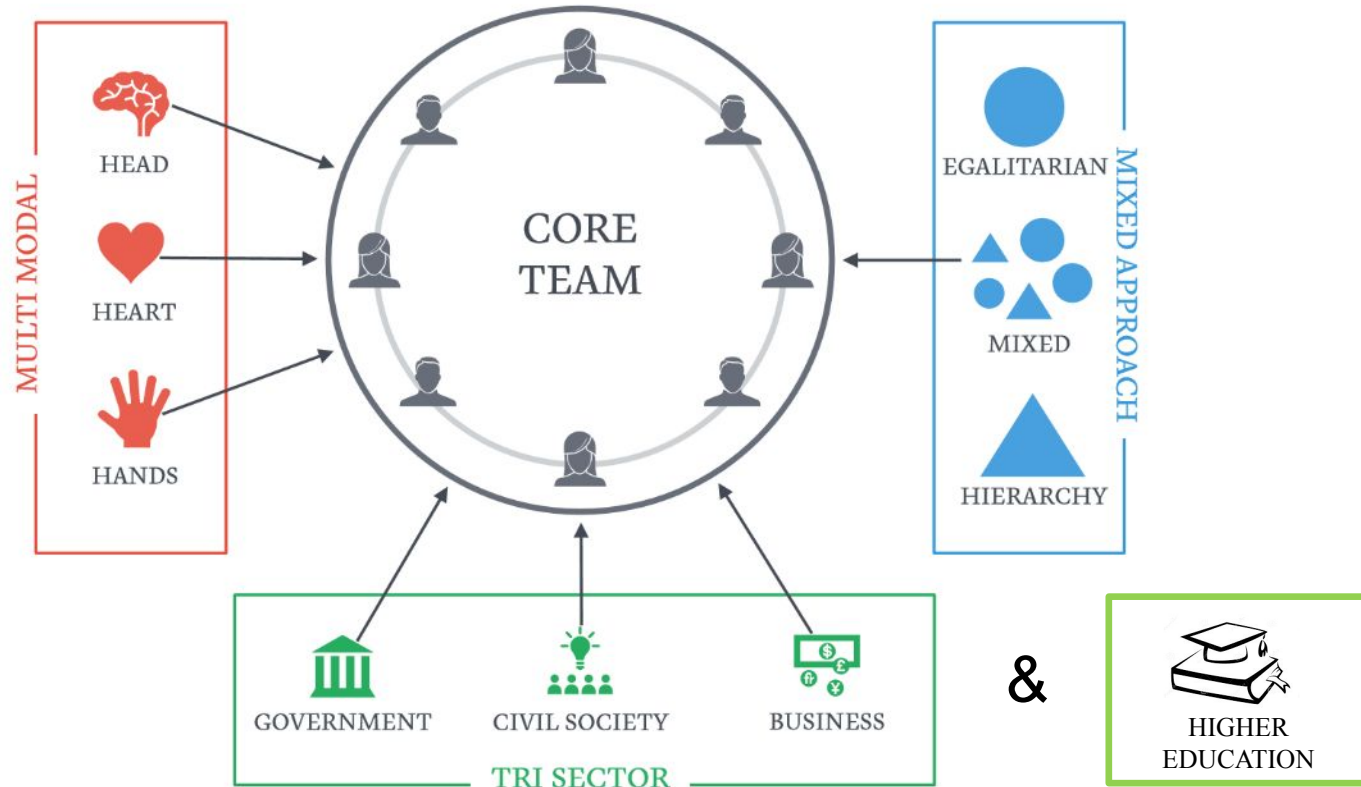 MULTI MODAL
HEAD
HEART
HANDS
CORE
TEAM
EGALITARIAN
MIXED
HIERARCHY
MIXED APPROACH
GOVERNMENT
CIVIL SOCIETY
$
£
¥
BUSINESS
TRI SECTOR
&
HIGHER
EDUCATION